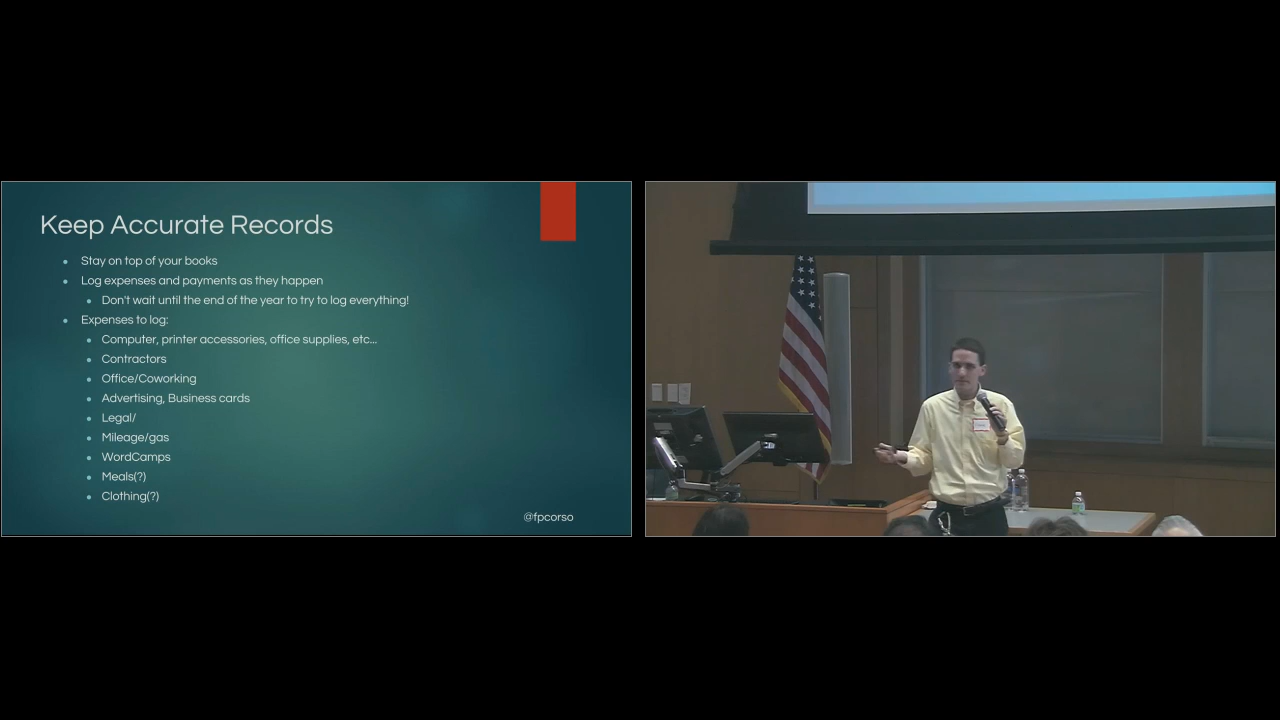 Keep Accurate Records
Stay on top of your books
Log expenses and payments as they happen
Don't wait until the end of the year to try to log everything!
Expenses to log:
Computer, printer accessories, office supplies, etc...
Contractors
Office/Coworking
Advertising, Business cards
Legal/
Mileage/gas
WordCamps
Meals(?)
Clothing(?)
@fpcorso